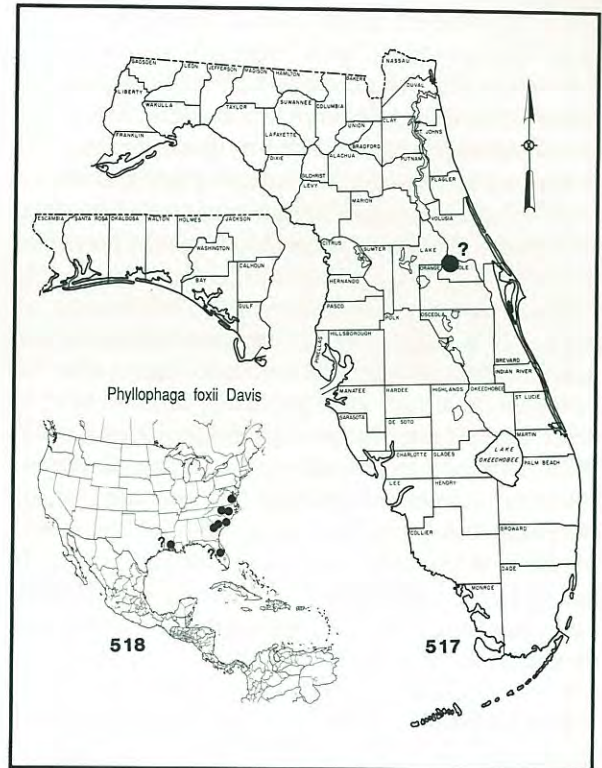 NASSAU
GADSDEN
LEON
JEFFERSON
MADISON
HAMILTON
BAKER
DUVAL
LIBERTY
WAKULLA
TAYLOR
SUWANNEE
COLUMBIA
UNION
CLAY
ST JOHNS
FRANKLIN
LAFAYETTE
BRADFORD
PUTNAM
DIXIE
ALACHUA
GILCHRIST
LEVY
FLAGLER
MARION
VOLUSIA
ESCAMBIA
SANTA ROSA
OKALOOSA
WALTON
HOLMES
JACKSON
WASHINGTON
BAY
CALHOUN
GULF
CITRUS
SUMTER
LAKE
?
ORANGE
HERNANDO
PASCO
POLK
OSCEOLA
PINELLAS
HILLSBOROUGH
BREVARD
INDIAN RIVER
Phyllophaga foxii Davis
MANATEE
HARDEE
HIGHLANDS
OKEECHOBEE
ST LUCIE
SARASOTA
DE SOTO
MARTIN
CHARLOTTE
GLADES
LAKE
OKEECHOBEE
PALM BEACH
LEE
HENDRY
COLLIER
BROWARD
DADE
MONROE
?
?
518
517